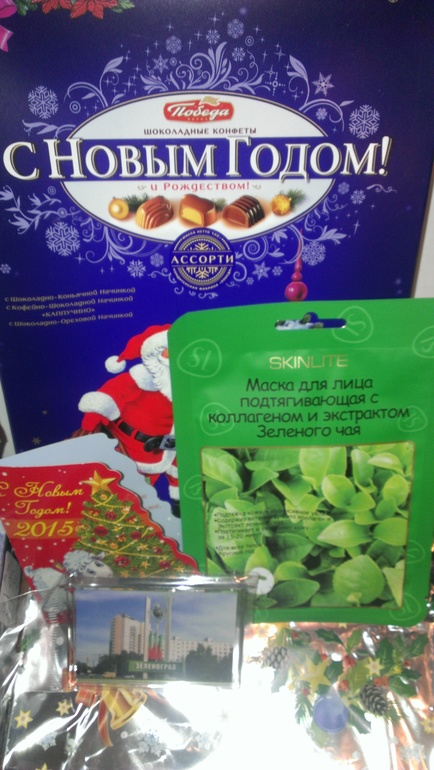 Победа
ШОКОЛАДНЫЕ КОНФЕТЫ
С НОВЫМ ГОДОМ!
и Рождеством!
АССОРТИ
с Шоколадно-Коньячной Начинкой
с Кофейно-Шоколадной Начинкой
«КАППУЧИНО»
с Шоколадно-Ореховой Начинкой
SKINLITE
Маска для лица
подтягивающая с
коллагеном и экстрактом
Зеленого чая
С Новым
Годом!
2015
ЗЕЛЕНОГРАД